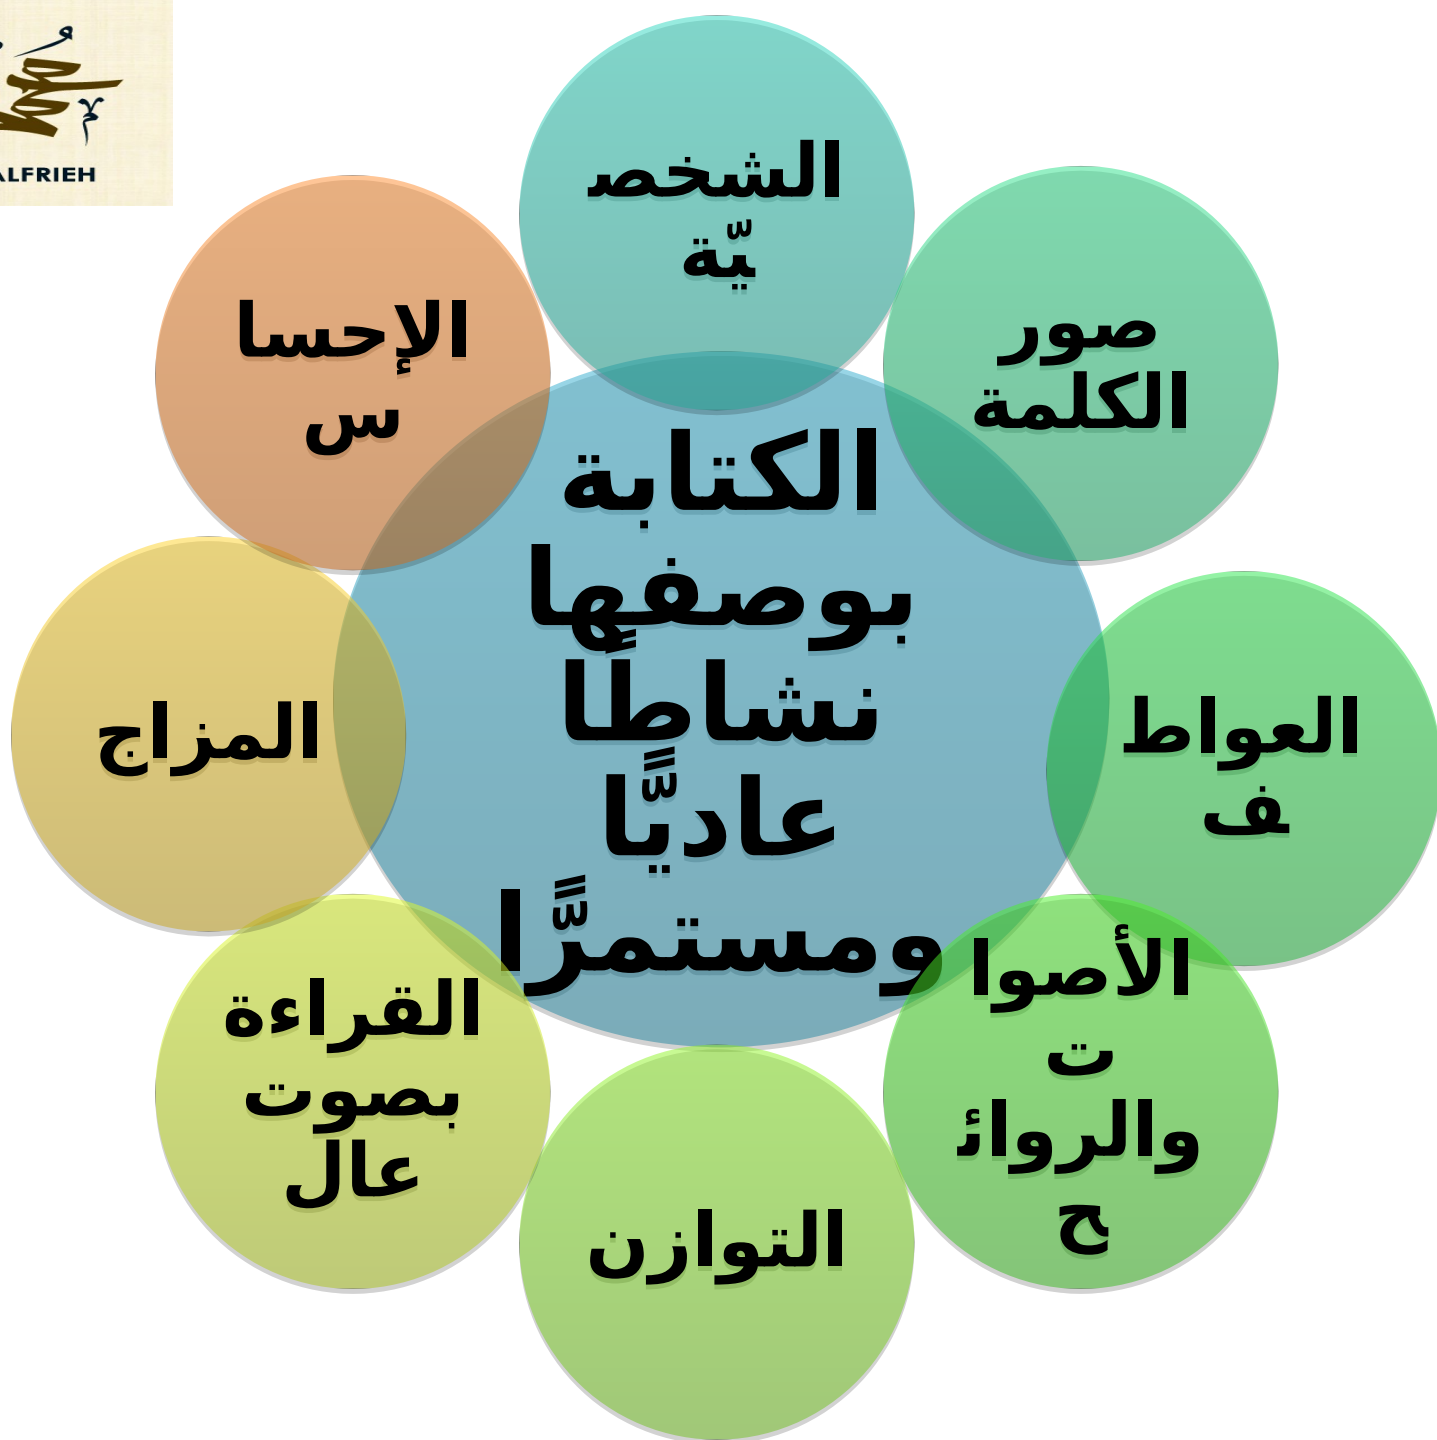 ALFRIEH
الشخص
يّة
صور
الكلمة
العواط
ف
الأصوا
ت
والروائ
ح
التوازن
القراءة
بصوت
عال
المزاج
الإحسا
س
الكتابة
بوصفها
نشاطًا
عاديًّا
ومستمرًّا